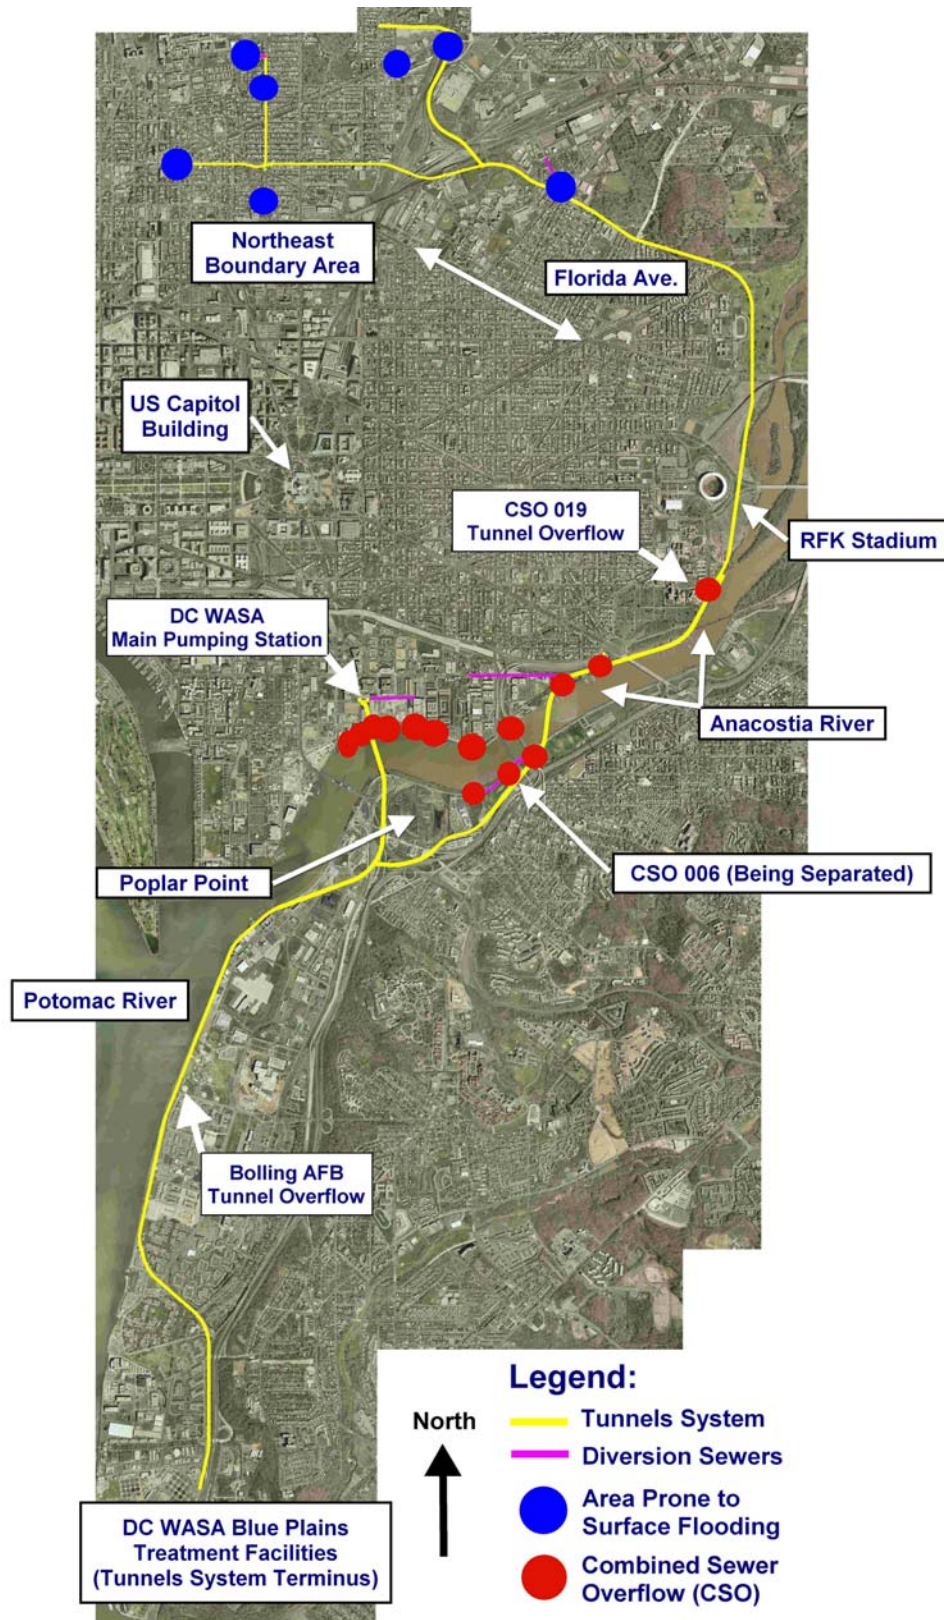 Northeast
Boundary Area
Florida Ave.
US Capitol
Building
CSO 019
Tunnel Overflow
RFK Stadium
DC WASA
Main Pumping Station
Anacostia River
Poplar Point
CSO 006 (Being Separated)
Potomac River
Bolling AFB
Tunnel Overflow
DC WASA Blue Plains
Treatment Facilities
(Tunnels System Terminus)
North
Legend:
Tunnels System
Diversion Sewers
Area Prone to
Surface Flooding
Combined Sewer
Overflow (CSO)